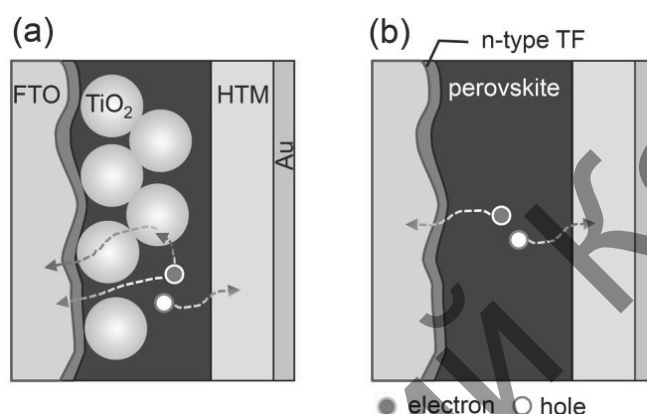 (a)
FTO
TiO₂
HTM
Au
(b)
n-type TF
perovskite
electron
hole